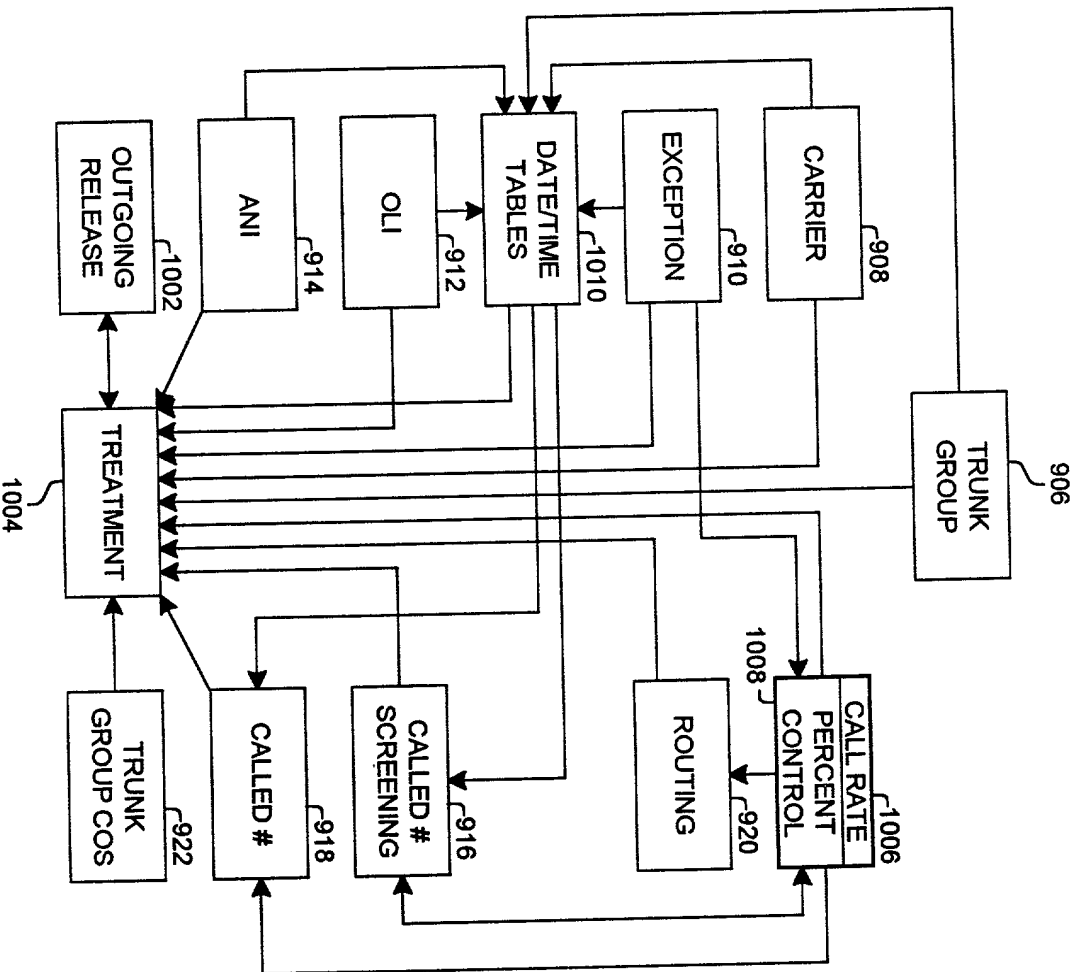 906
TRUNK
GROUP
908
CARRIER
910
EXCEPTION
1010
DATE/TIME
TABLES
912
OLI
914
ANI
1002
OUTGOING
RELEASE
1006
CALL RATE
PERCENT
CONTROL
1008
920
ROUTING
916
CALLED #
SCREENING
918
CALLED #
922
TRUNK
GROUP COS
TREATMENT
1004